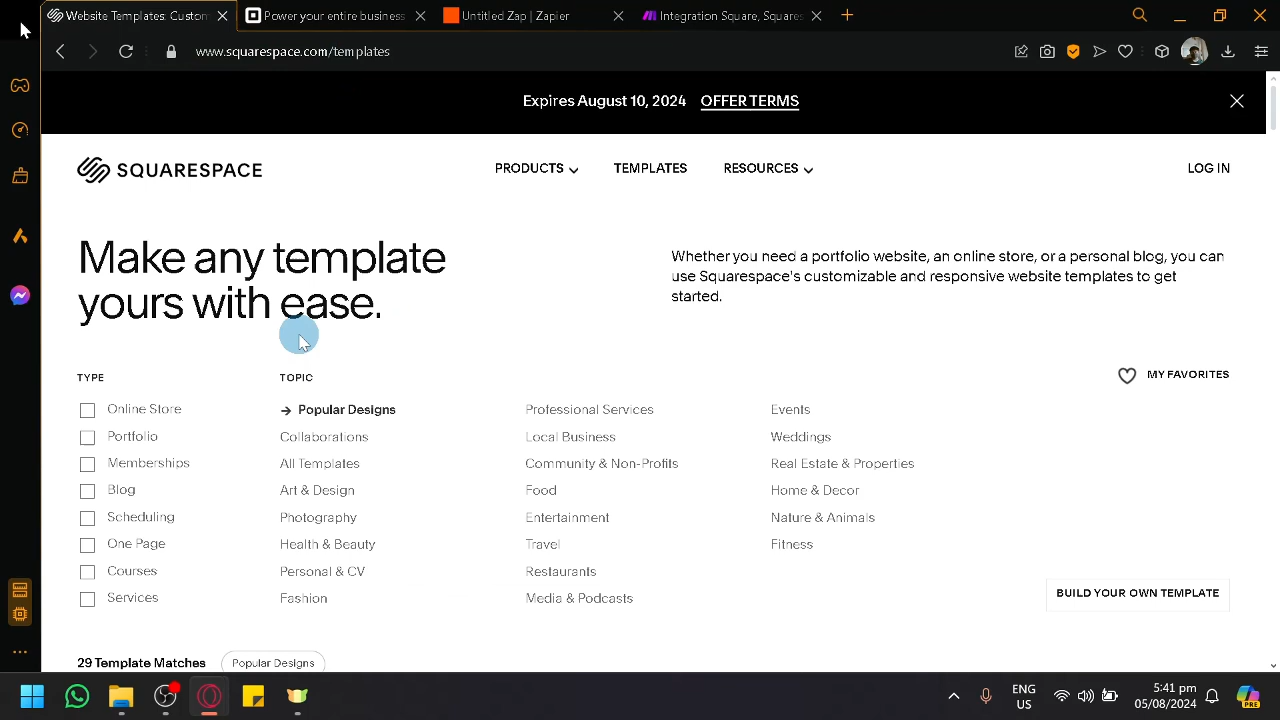 Website Templates: Custom
Power your entire business
Untitled Zap | Zapier
Integration Square, Squares
www.squarespace.com/templates
Expires August 10, 2024 OFFER TERMS
SQUARESPACE
PRODUCTS
TEMPLATES
RESOURCES
LOG IN
Make any template
yours with ease.
Whether you need a portfolio website, an online store, or a personal blog, you can
use Squarespace's customizable and responsive website templates to get
started.
MY FAVORITES
TYPE
Online Store
Portfolio
Memberships
Blog
Scheduling
One Page
Courses
Services
TOPIC
→ Popular Designs
Collaborations
All Templates
Art & Design
Photography
Health & Beauty
Personal & CV
Fashion
Professional Services
Local Business
Community & Non-Profits
Food
Entertainment
Travel
Restaurants
Media & Podcasts
Events
Weddings
Real Estate & Properties
Home & Decor
Nature & Animals
Fitness
BUILD YOUR OWN TEMPLATE
29 Template Matches
Popular Designs
ENG
US
5:41 pm
05/08/2024
PRE